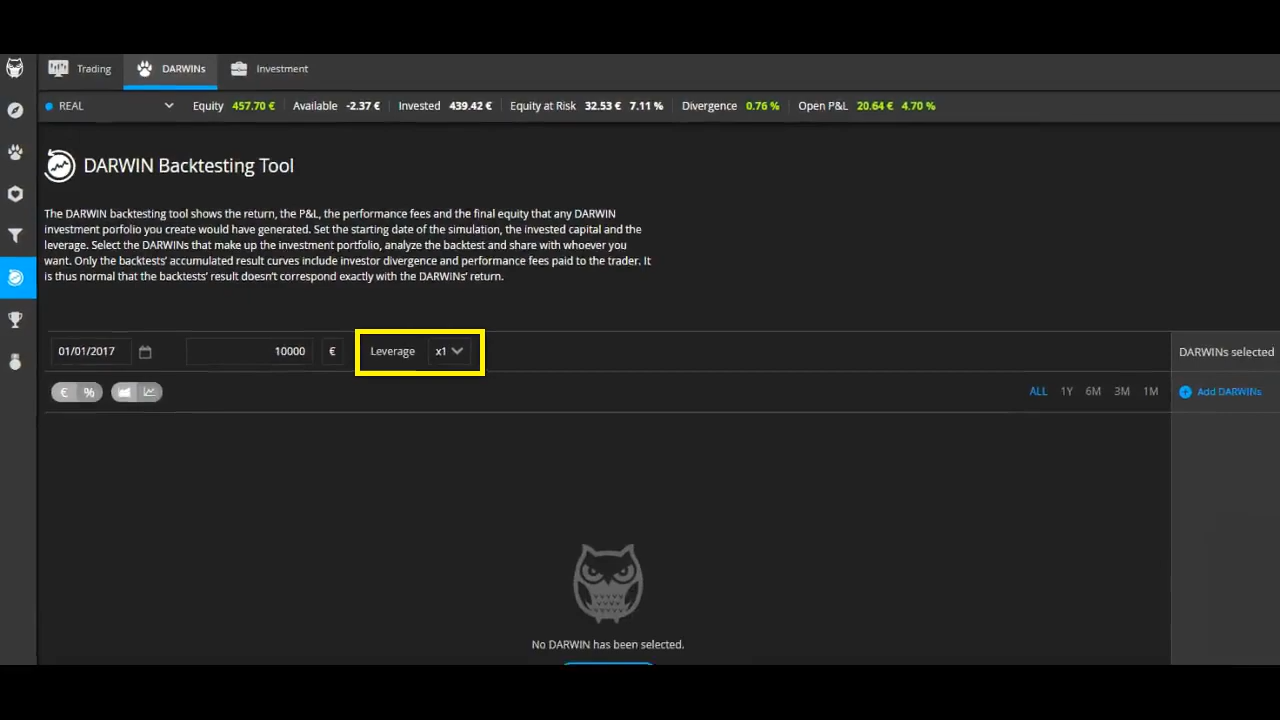 Trading DARWINs Investment
REAL Equity 457.70 € Available -2.37 € Invested 439.42 € Equity at Risk 32.53 € 7.11 % Divergence 0.76 % Open P&L 20.64 € 4.70 %
DARWIN Backtesting Tool
The DARWIN backtesting tool shows the return, the P&L, the performance fees and the final equity that any DARWIN
investment porfolio you create would have generated. Set the starting date of the simulation, the invested capital and the
leverage. Select the DARWINs that make up the investment portfolio, analyze the backtest and share with whoever you
want. Only the backtests' accumulated result curves include investor divergence and performance fees paid to the trader. It
is thus normal that the backtests' result doesn't correspond exactly with the DARWINs' return.
01/01/2017 10000 € Leverage x1 DARWINs selected
€ % ALL 1Y 6M 3M 1M Add DARWINs
No DARWIN has been selected.